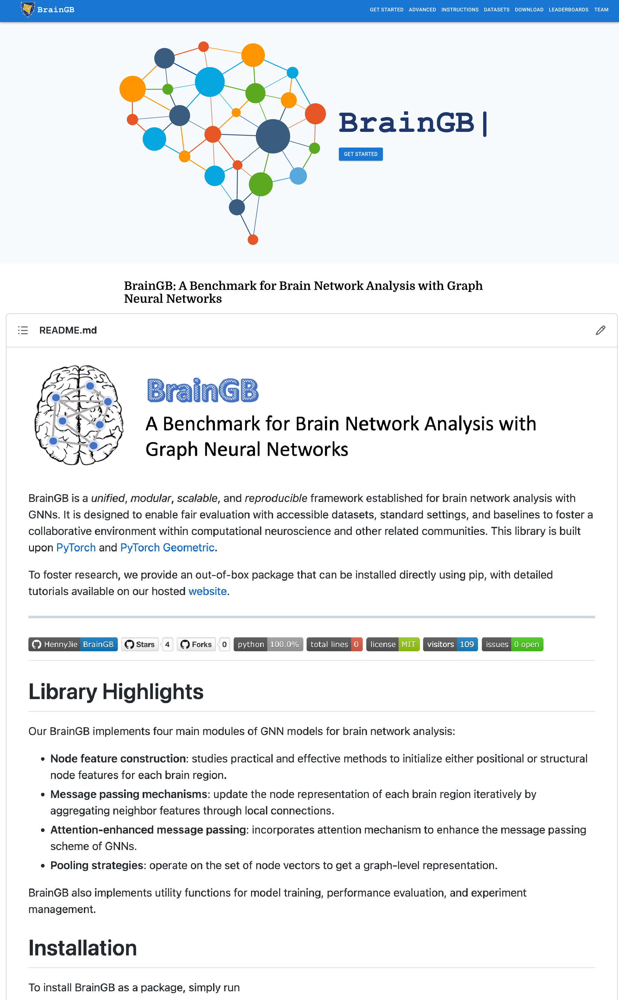 BrainGB
GET STARTED ADVANCED INSTRUCTIONS DATASETS DOWNLOAD LEADERBOARDS TEAM
BrainGB|
GET STARTED
BrainGB: A Benchmark for Brain Network Analysis with Graph
Neural Networks
README.md
BrainGB
A Benchmark for Brain Network Analysis with
Graph Neural Networks
BrainGB is a unified, modular, scalable, and reproducible framework established for brain network analysis with
GNNs. It is designed to enable fair evaluation with accessible datasets, standard settings, and baselines to foster a
collaborative environment within computational neuroscience and other related communities. This library is built
upon PyTorch and PyTorch Geometric.
To foster research, we provide an out-of-box package that can be installed directly using pip, with detailed
tutorials available on our hosted website.
HennyJie BrainGB Stars 4 Forks 0 python 100.0% total lines 0 license MIT visitors 109 issues 0 open
Library Highlights
Our BrainGB implements four main modules of GNN models for brain network analysis:
• Node feature construction: studies practical and effective methods to initialize either positional or structural
node features for each brain region.
• Message passing mechanisms: update the node representation of each brain region iteratively by
aggregating neighbor features through local connections.
• Attention-enhanced message passing: incorporates attention mechanism to enhance the message passing
scheme of GNNs.
• Pooling strategies: operate on the set of node vectors to get a graph-level representation.
BrainGB also implements utility functions for model training, performance evaluation, and experiment
management.
Installation
To install BrainGB as a package, simply run